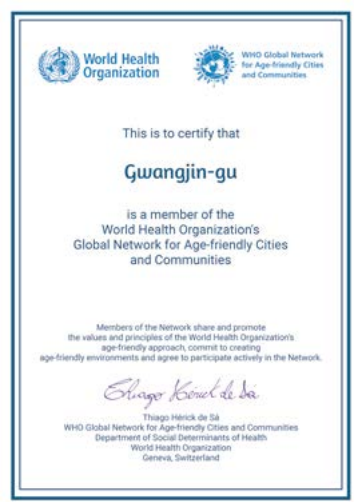 World Health
Organization
WHO Global Network
for Age-friendly Cities
and Communities
This is to certify that
Gwangjin-gu
is a member of the
World Health Organization's
Global Network for Age-friendly Cities
and Communities
Members of the Network share and promote
the values and principles of the World Health Organization's
age-friendly approach, commit to creating
age-friendly environments and agree to participate actively in the Network.
Thiago Hérick de Sá
Thiago Hérick de Sá
WHO Global Network for Age-friendly Cities and Communities
Department of Social Determinants of Health
World Health Organization
Geneva, Switzerland